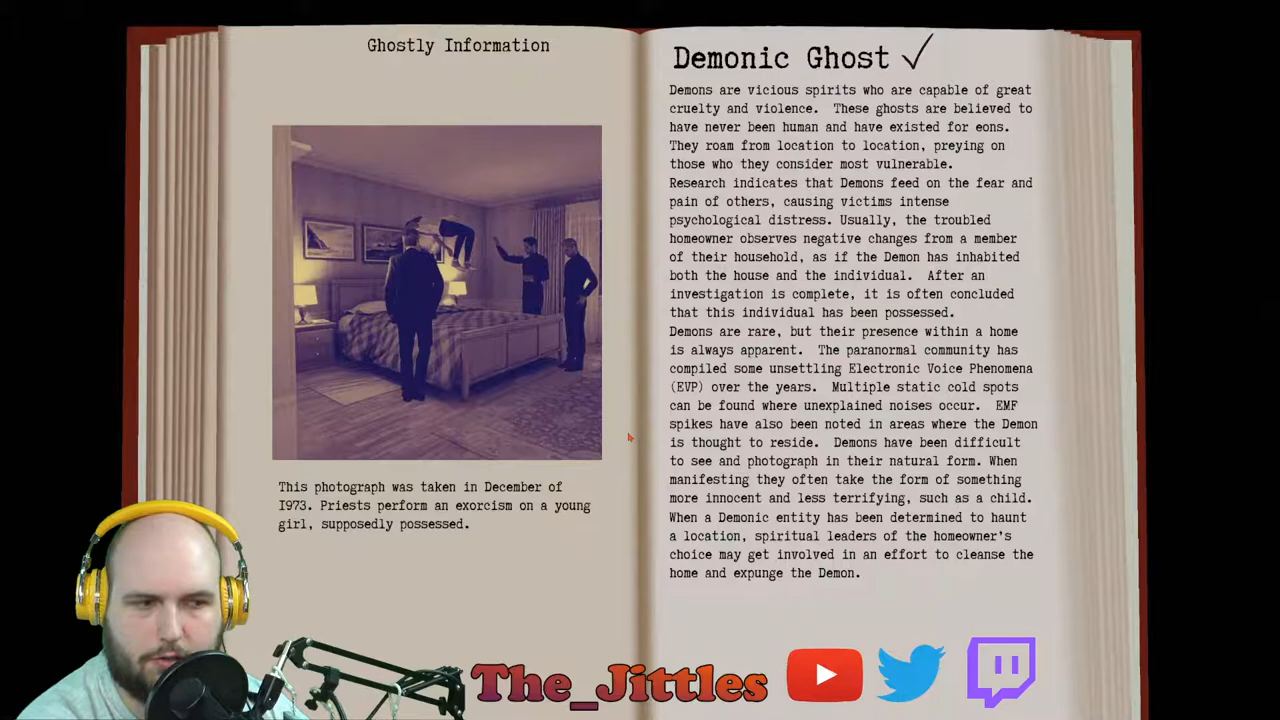 Ghostly Information
This photograph was taken in December of
I973. Priests perform an exorcism on a young
girl, supposedly possessed.
Demonic Ghost ✓
Demons are vicious spirits who are capable of great
cruelty and violence. These ghosts are believed to
have never been human and have existed for eons.
They roam from location to location, preying on
those who they consider most vulnerable.
Research indicates that Demons feed on the fear and
pain of others, causing victims intense
psychological distress. Usually, the troubled
homeowner observes negative changes from a member
of their household, as if the Demon has inhabited
both the house and the individual. After an
investigation is complete, it is often concluded
that this individual has been possessed.
Demons are rare, but their presence within a home
is always apparent. The paranormal community has
compiled some unsettling Electronic Voice Phenomena
(EVP) over the years. Multiple static cold spots
can be found where unexplained noises occur. EMF
spikes have also been noted in areas where the Demon
is thought to reside. Demons have been difficult
to see and photograph in their natural form. When
manifesting they often take the form of something
more innocent and less terrifying, such as a child.
When a Demonic entity has been determined to haunt
a location, spiritual leaders of the homeowner's
choice may get involved in an effort to cleanse the
home and expunge the Demon.
The_Jittles